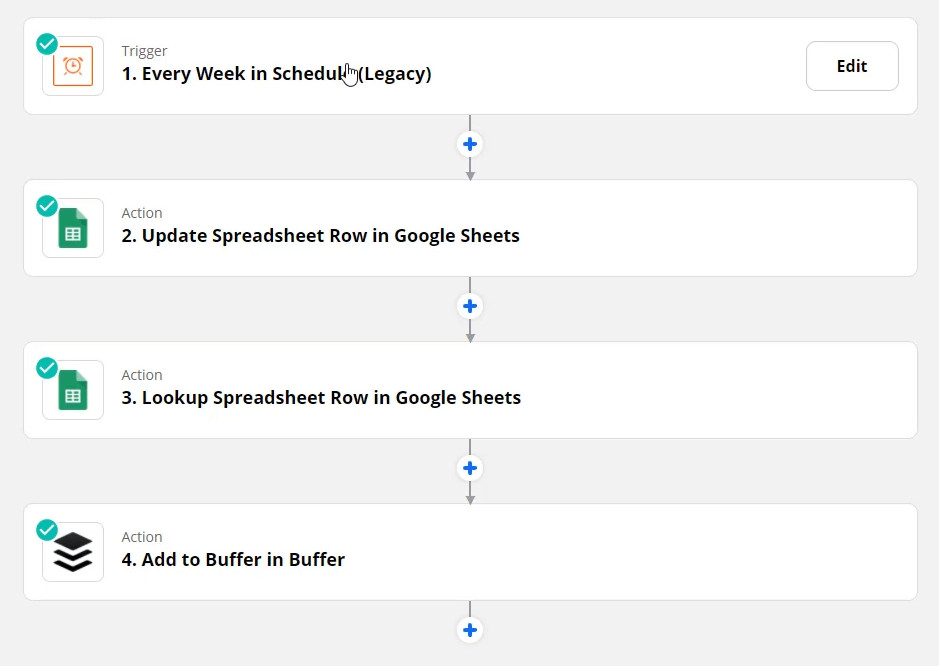 Trigger
1. Every Week in Schedule (Legacy)
Edit
Action
2. Update Spreadsheet Row in Google Sheets
Action
3. Lookup Spreadsheet Row in Google Sheets
Action
4. Add to Buffer in Buffer